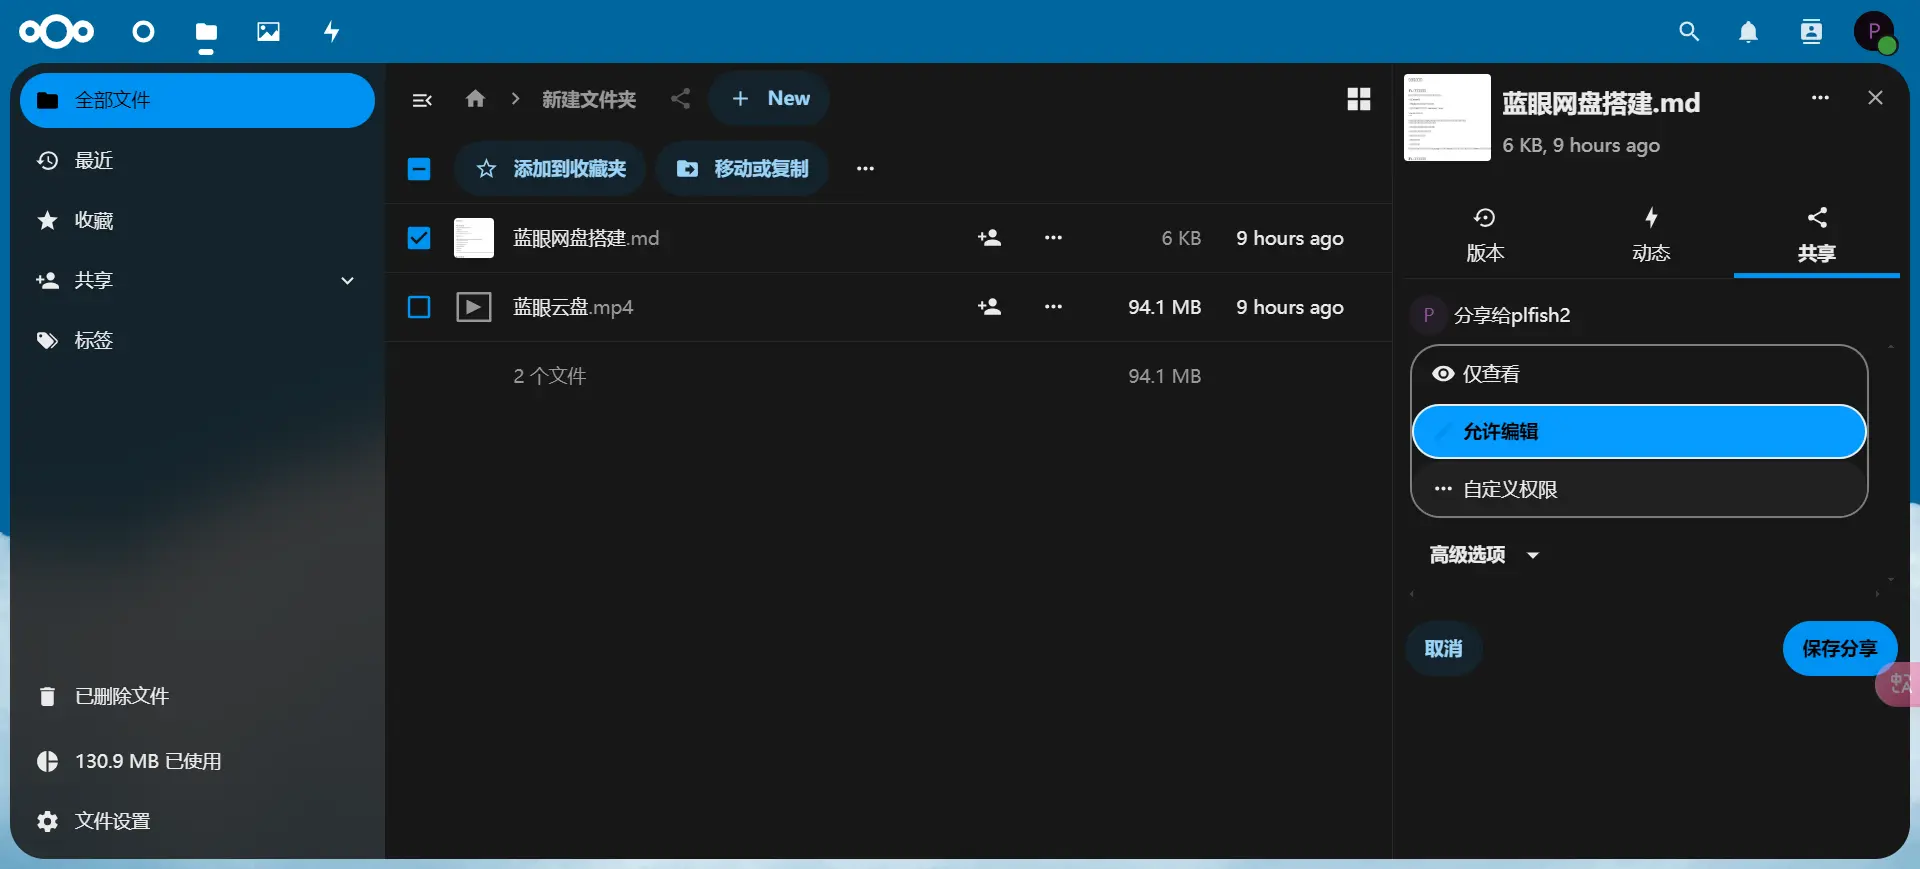 P
全部文件
最近
收藏
共享
标签
已删除文件
130.9 MB 已使用
文件设置
新建文件夹
New
添加到收藏夹
移动或复制
蓝眼网盘搭建.md
6 KB
9 hours ago
蓝眼云盘.mp4
94.1 MB
9 hours ago
2 个文件
94.1 MB
蓝眼网盘搭建.md
6 KB, 9 hours ago
版本
动态
共享
P
分享给plfish2
仅查看
允许编辑
自定义权限
高级选项
取消
保存分享
中
A